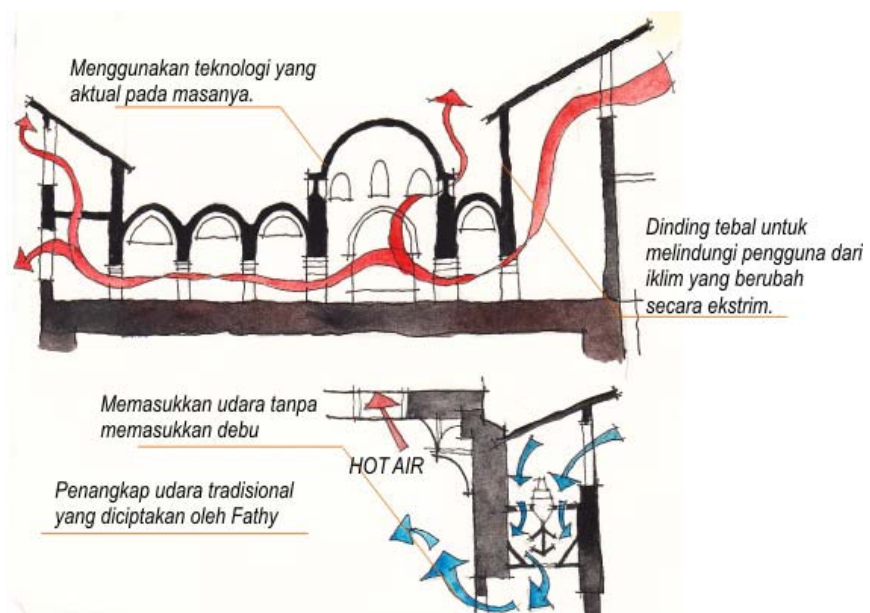 Menggunakan teknologi yang
aktual pada masanya.
Dinding tebal untuk
melindungi pengguna dari
iklim yang berubah
secara ekstrim.
Memasukkan udara tanpa
memasukkan debu
HOT AIR
Penangkap udara tradisional
yang diciptakan oleh Fathy